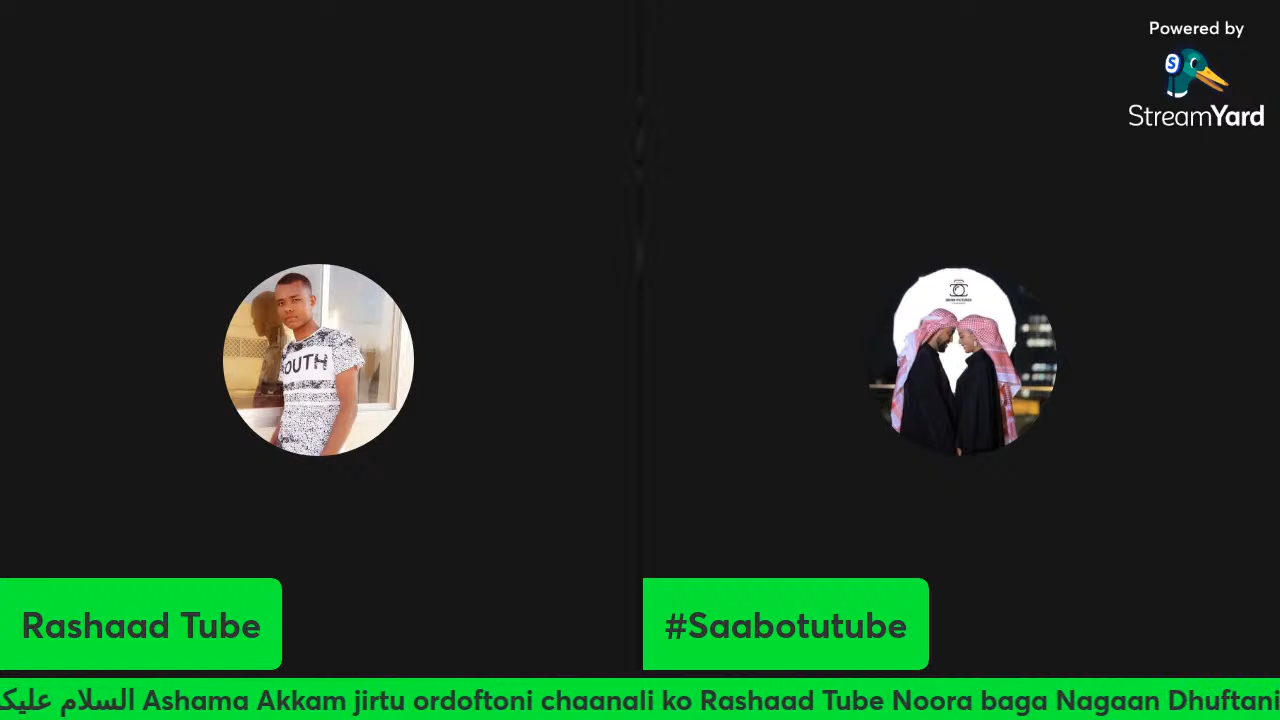 Powered by
StreamYard
OUTH
Rashaad Tube
#Saabotutube
السلام عليك Ashama Akkam jirtu ordoftoni chaanali ko Rashaad Tube Noora baga Nagaan Dhuftani